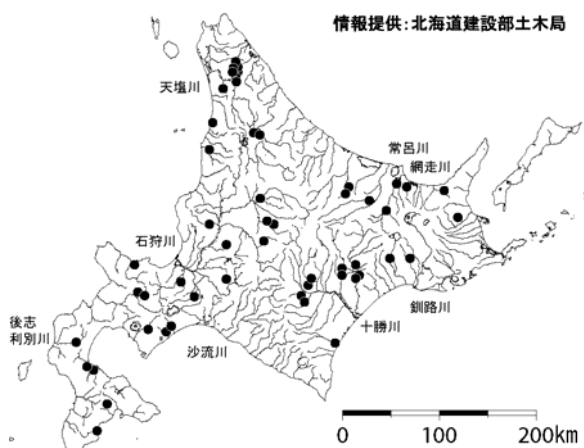 情報提供:北海道建設部土木局
天塩川
常呂川
網走川
石狩川
釧路川
後志
利別川
十勝川
沙流川
0 100 200km